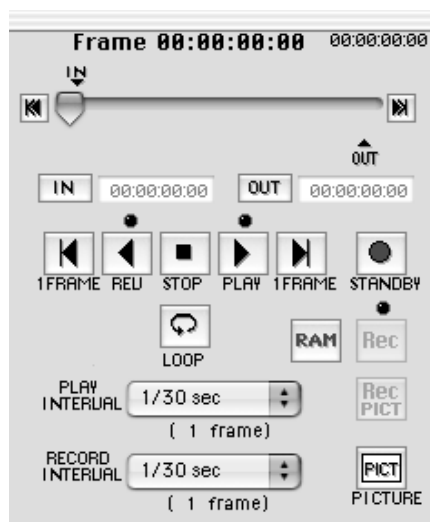 Frame 00:00:00:00 00:00:00:00
IN
OUT
IN 00:00:00:00 OUT 00:00:00:00
1FRAME REV STOP PLAY 1FRAME STANDBY
LOOP
RAM Rec
PLAY INTERVAL 1/30 sec
( 1 frame)
Rec PICT
RECORD INTERVAL 1/30 sec
( 1 frame)
PICT
PICTURE